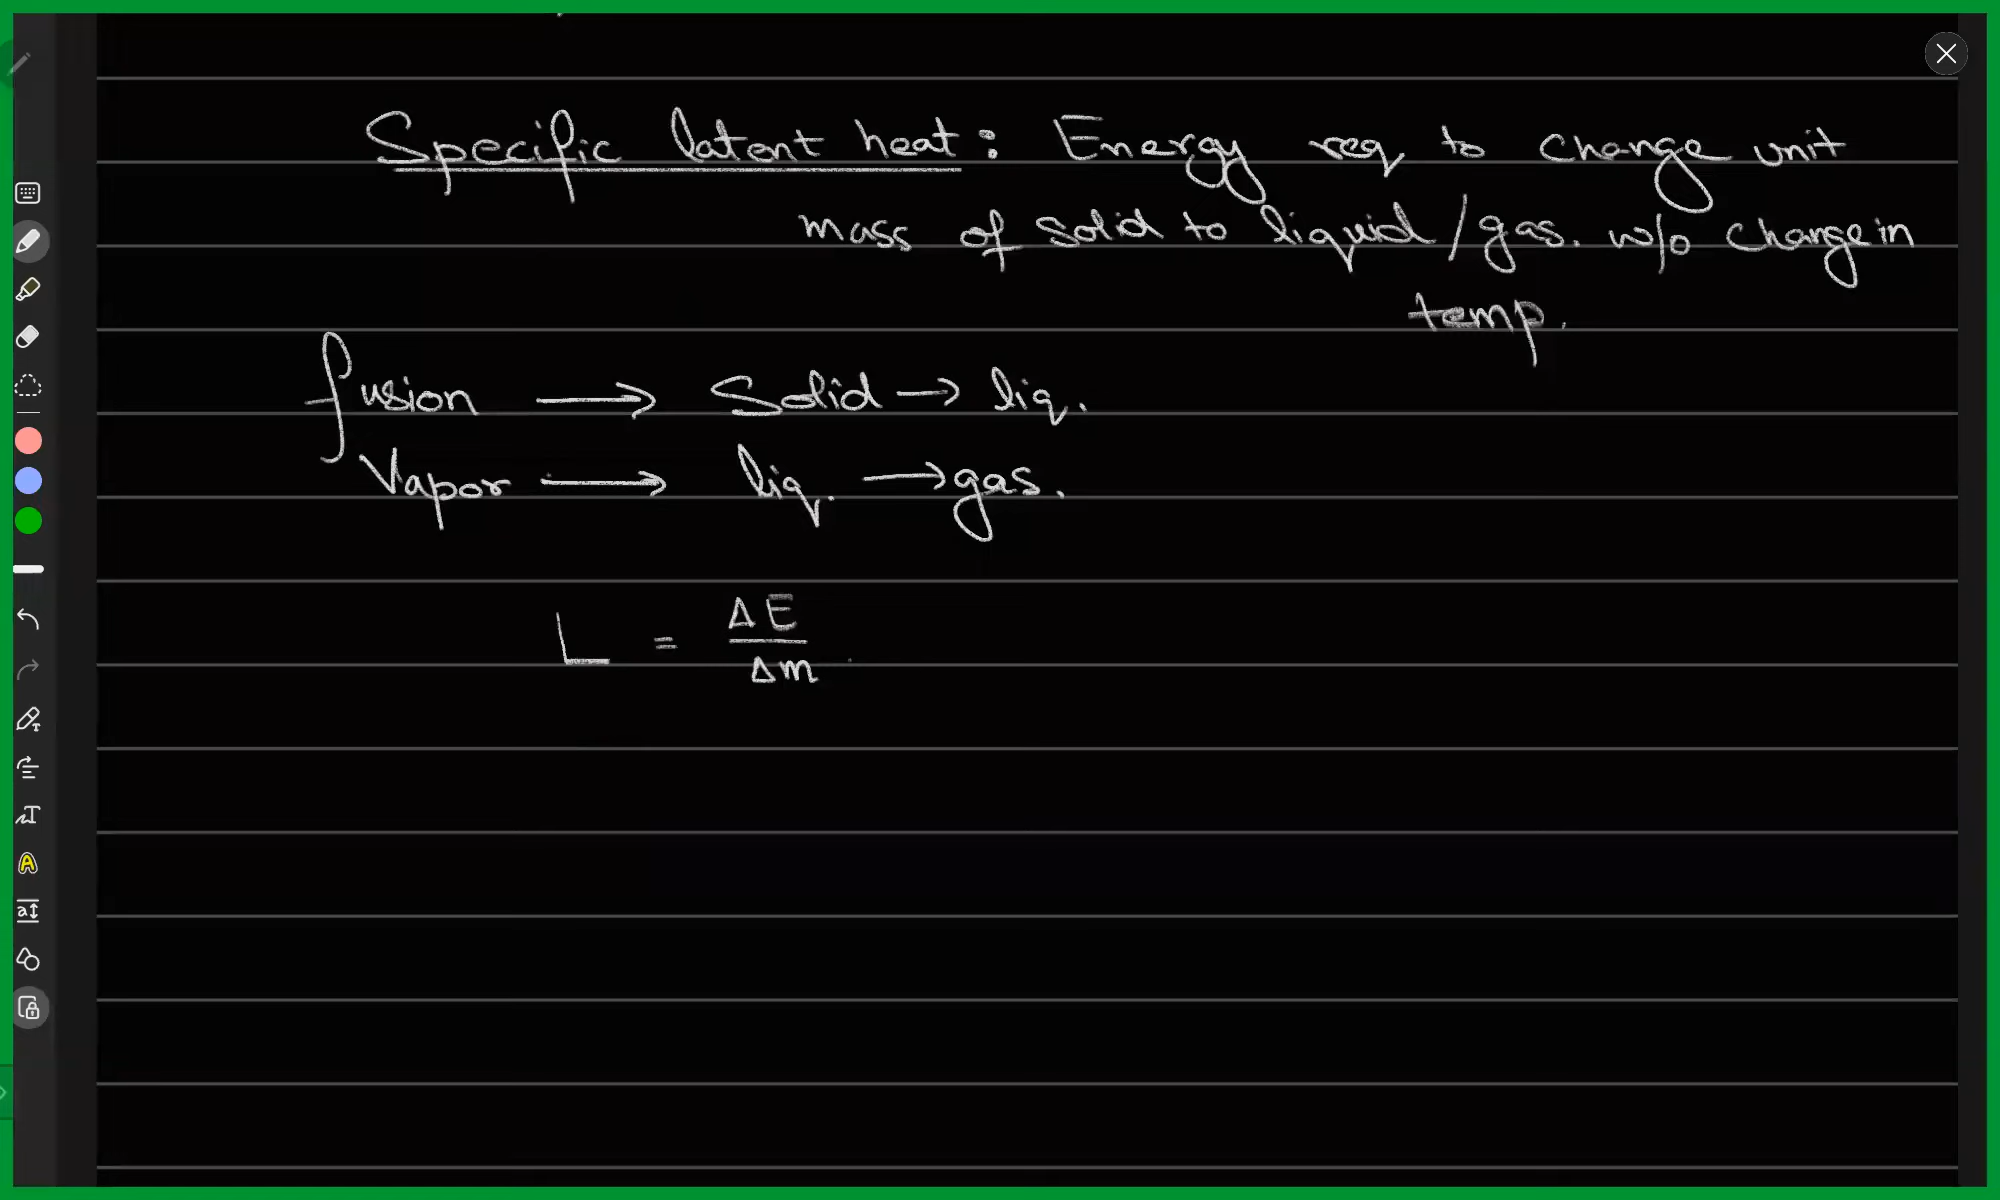 Specific latent heat: Energy req to change unit
mass of solid to liquid/gas. w/o change in
temp.
fusion → Solid → liq.
Vapor → liq. → gas.
L = ΔE/Δm